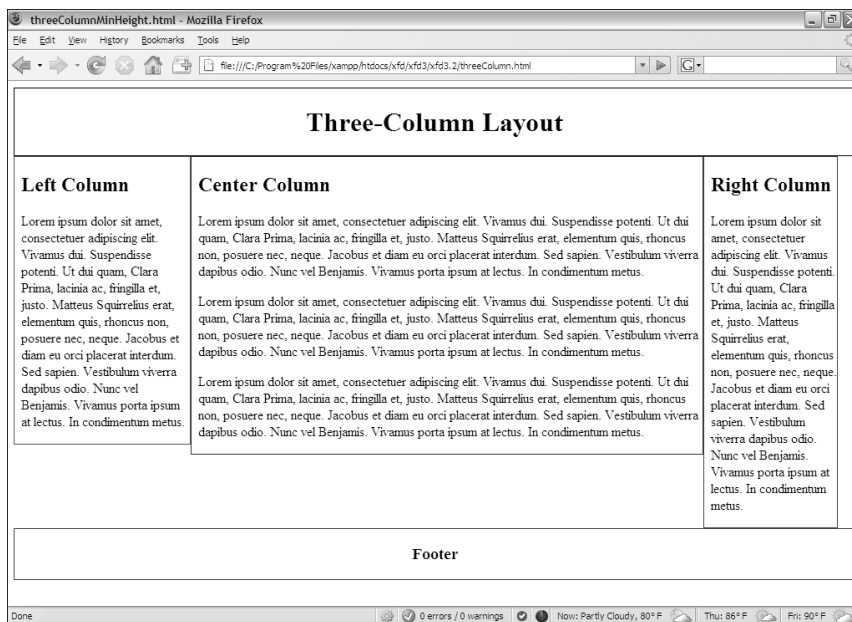 threeColumnMinHeight.html - Mozilla Firefox
File Edit View History Bookmarks Tools Help
file:///C:/Program%20Files/xampp/htdocs/xfd/xfd3/xfd3.2/threeColumn.html
G
Three-Column Layout
Left Column
Lorem ipsum dolor sit amet,
consectetuer adipiscing elit.
Vivamus dui. Suspendisse
potenti. Ut dui quam, Clara
Prima, lacinia ac, fringilla et,
justo. Matteus Squirrelius erat,
elementum quis, rhoncus non,
posuere nec, neque. Jacobus et
diam eu orci placerat interdum.
Sed sapien. Vestibulum viverra
dapibus odio. Nunc vel
Benjamis. Vivamus porta ipsum
at lectus. In condimentum metus.
Center Column
Lorem ipsum dolor sit amet, consectetuer adipiscing elit. Vivamus dui. Suspendisse potenti. Ut dui
quam, Clara Prima, lacinia ac, fringilla et, justo. Matteus Squirrelius erat, elementum quis, rhoncus
non, posuere nec, neque. Jacobus et diam eu orci placerat interdum. Sed sapien. Vestibulum viverra
dapibus odio. Nunc vel Benjamis. Vivamus porta ipsum at lectus. In condimentum metus.
Lorem ipsum dolor sit amet, consectetuer adipiscing elit. Vivamus dui. Suspendisse potenti. Ut dui
quam, Clara Prima, lacinia ac, fringilla et, justo. Matteus Squirrelius erat, elementum quis, rhoncus
non, posuere nec, neque. Jacobus et diam eu orci placerat interdum. Sed sapien. Vestibulum viverra
dapibus odio. Nunc vel Benjamis. Vivamus porta ipsum at lectus. In condimentum metus.
Lorem ipsum dolor sit amet, consectetuer adipiscing elit. Vivamus dui. Suspendisse potenti. Ut dui
quam, Clara Prima, lacinia ac, fringilla et, justo. Matteus Squirrelius erat, elementum quis, rhoncus
non, posuere nec, neque. Jacobus et diam eu orci placerat interdum. Sed sapien. Vestibulum viverra
dapibus odio. Nunc vel Benjamis. Vivamus porta ipsum at lectus. In condimentum metus.
Right Column
Lorem ipsum dolor sit
amet, consectetuer
adipiscing elit. Vivamus
dui. Suspendisse potenti.
Ut dui quam, Clara
Prima, lacinia ac, fringilla
et, justo. Matteus
Squirrelius erat,
elementum quis, rhoncus
non, posuere nec, neque.
Jacobus et diam eu orci
placerat interdum. Sed
sapien. Vestibulum
viverra dapibus odio.
Nunc vel Benjamis.
Vivamus porta ipsum at
lectus. In condimentum
metus.
Footer
Done 0 errors / 0 warnings Now: Partly Cloudy, 80° F Thu: 86° F Fri: 90° F